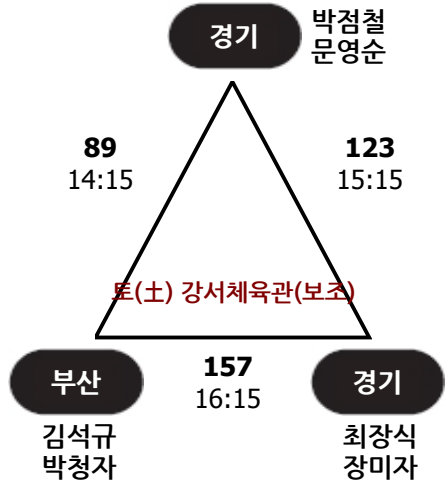 경기
박점철
문영순
89
14:15
123
15:15
토(土) 강서체육관(보조)
부산
157
16:15
경기
김석규
박청자
최장식
장미자